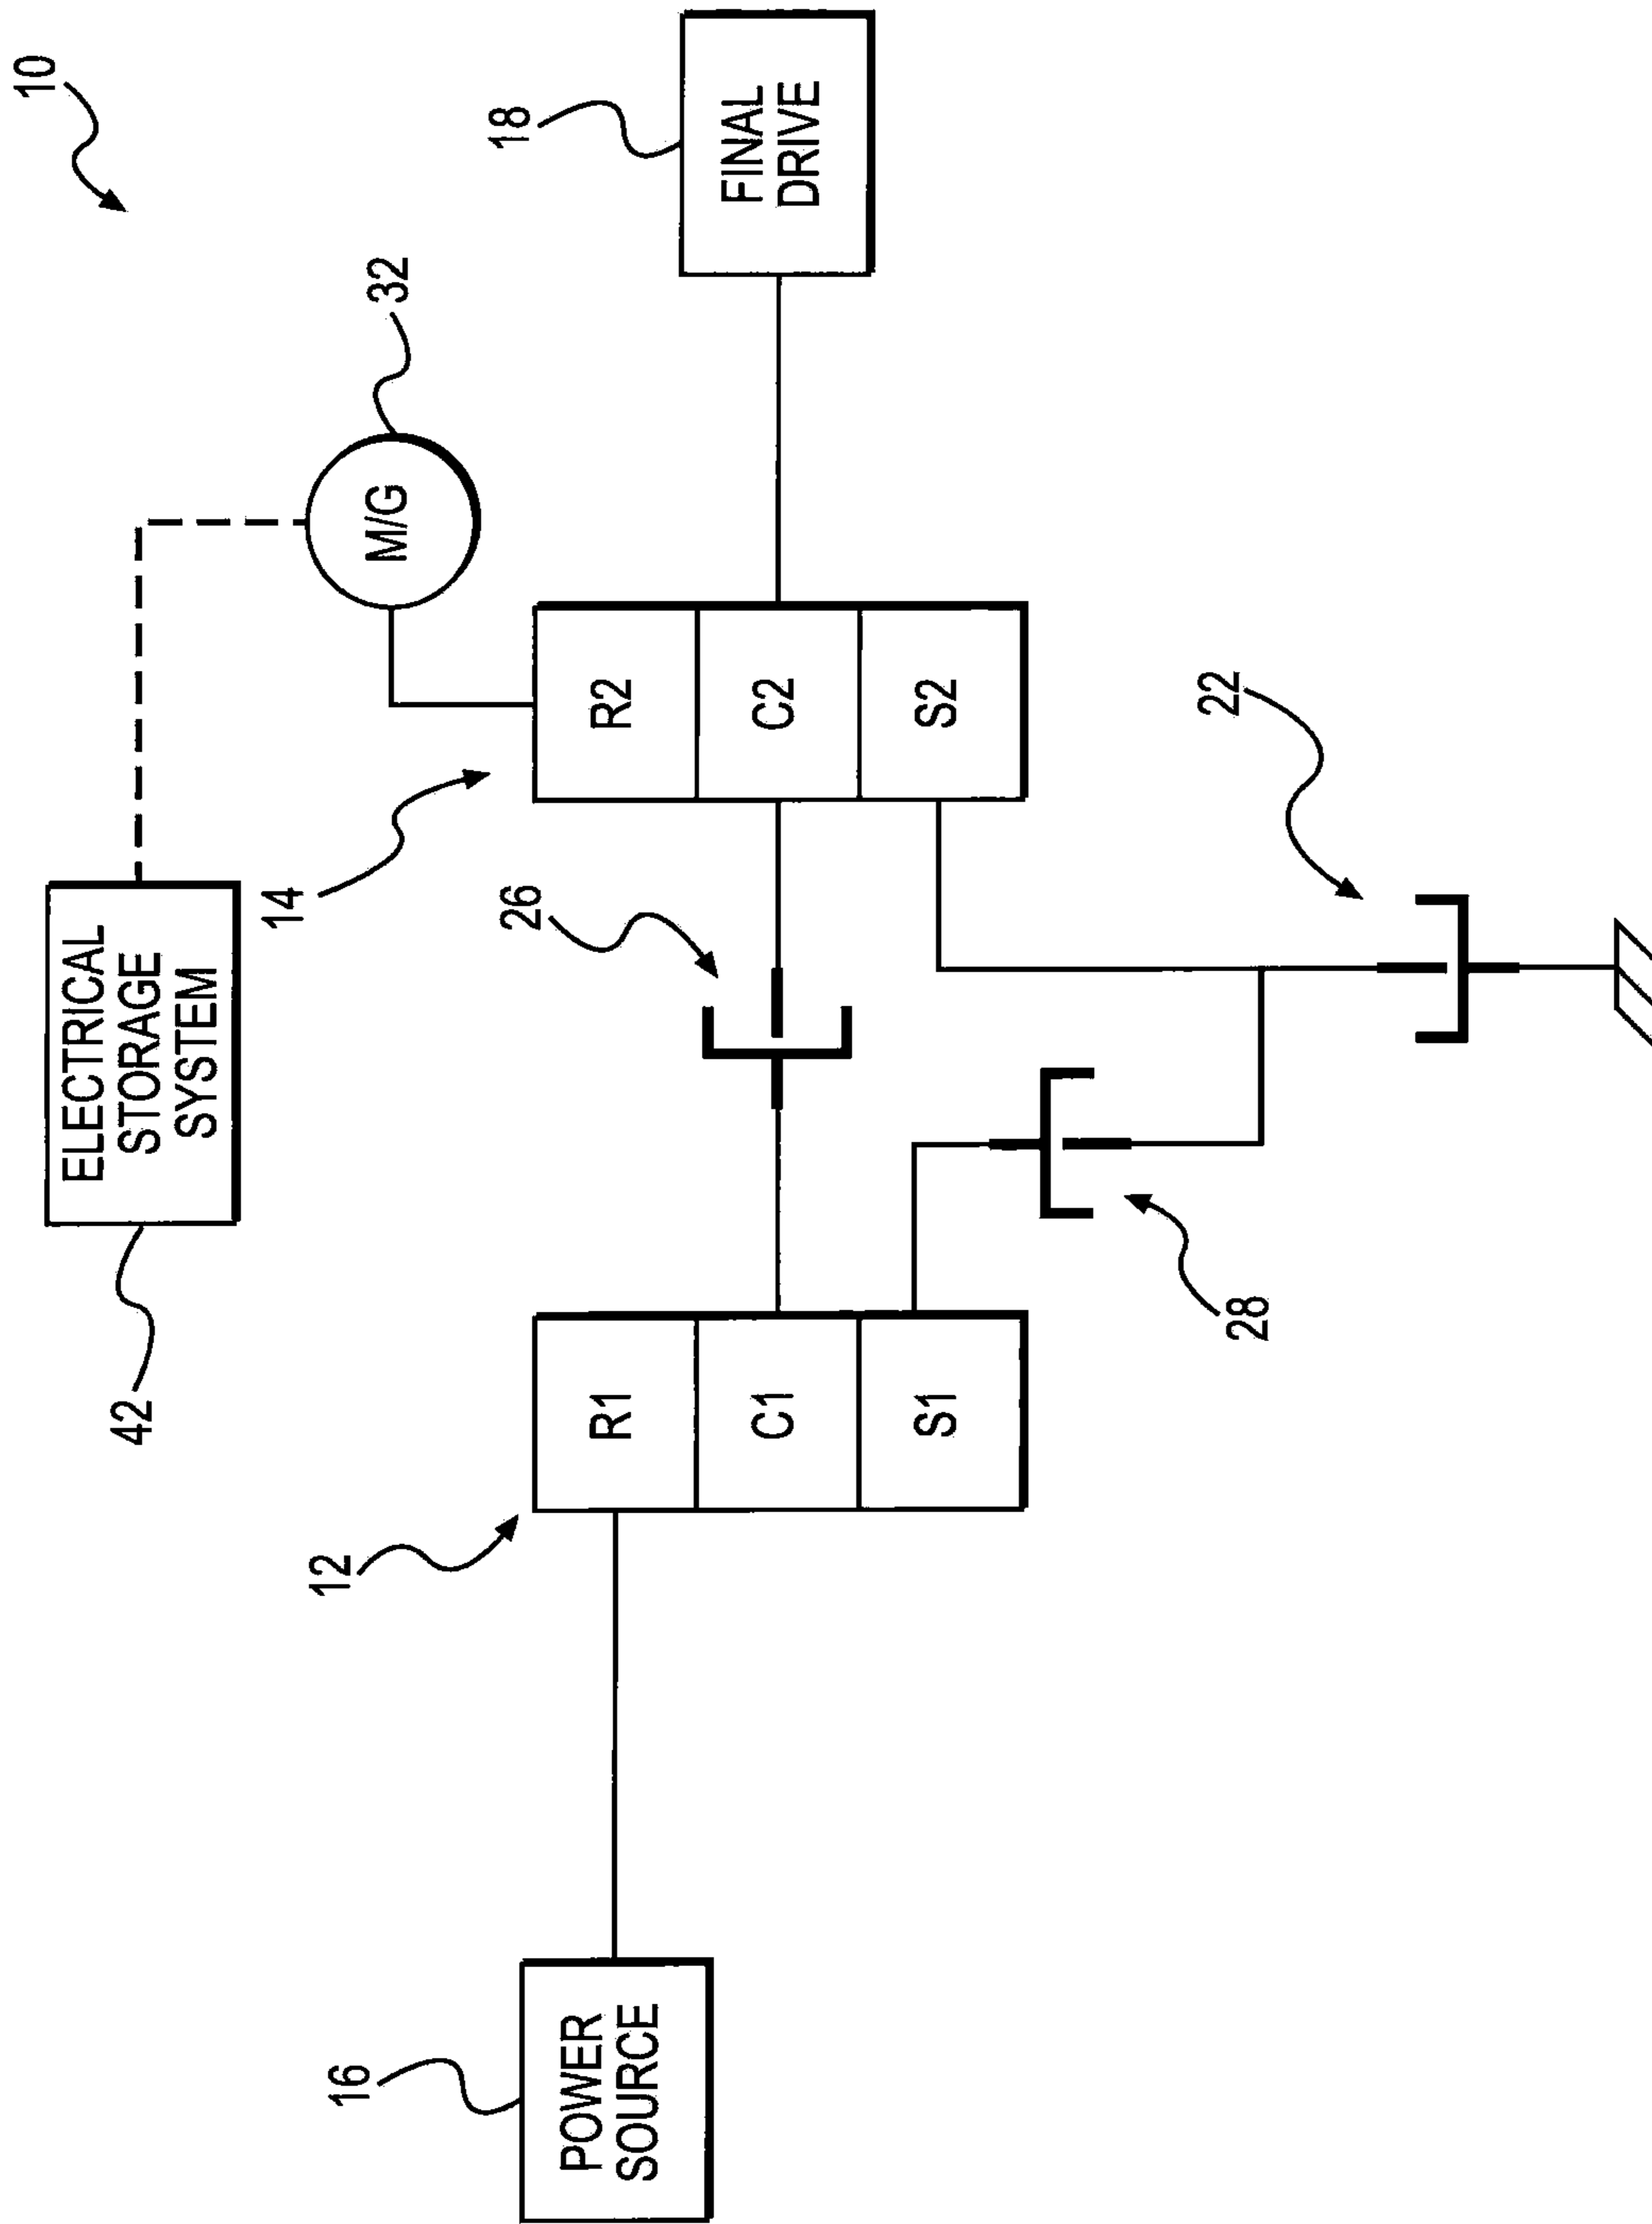 10
ELECTRICAL
STORAGE
SYSTEM
42
M/G
32
14
18
FINAL
DRIVE
26
12
16
POWER
SOURCE
R1
C1
S1
R2
C2
S2
28
22